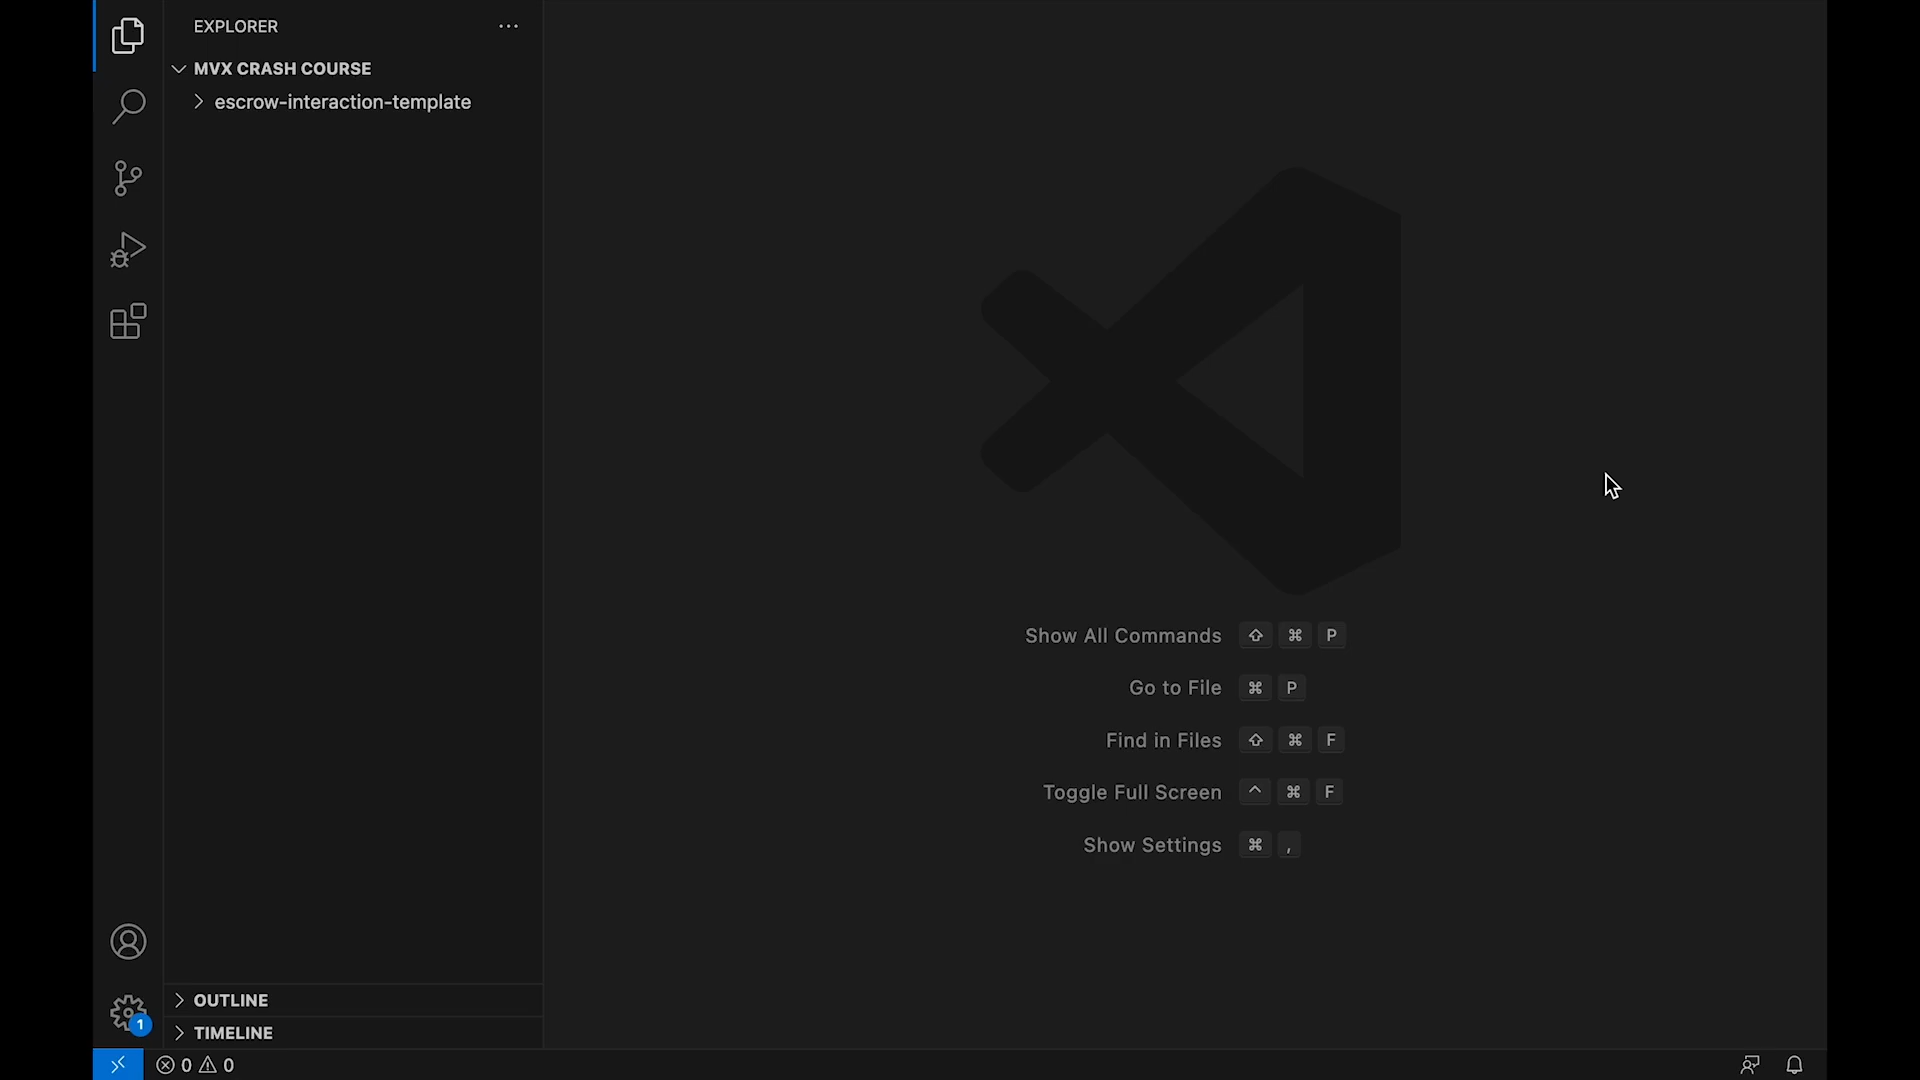 EXPLORER
MVX CRASH COURSE
escrow-interaction-template
Show All Commands ⇧ ⌘ P
Go to File ⌘ P
Find in Files ⇧ ⌘ F
Toggle Full Screen ^ ⌘ F
Show Settings ⌘ ,
OUTLINE
1
TIMELINE
0 0